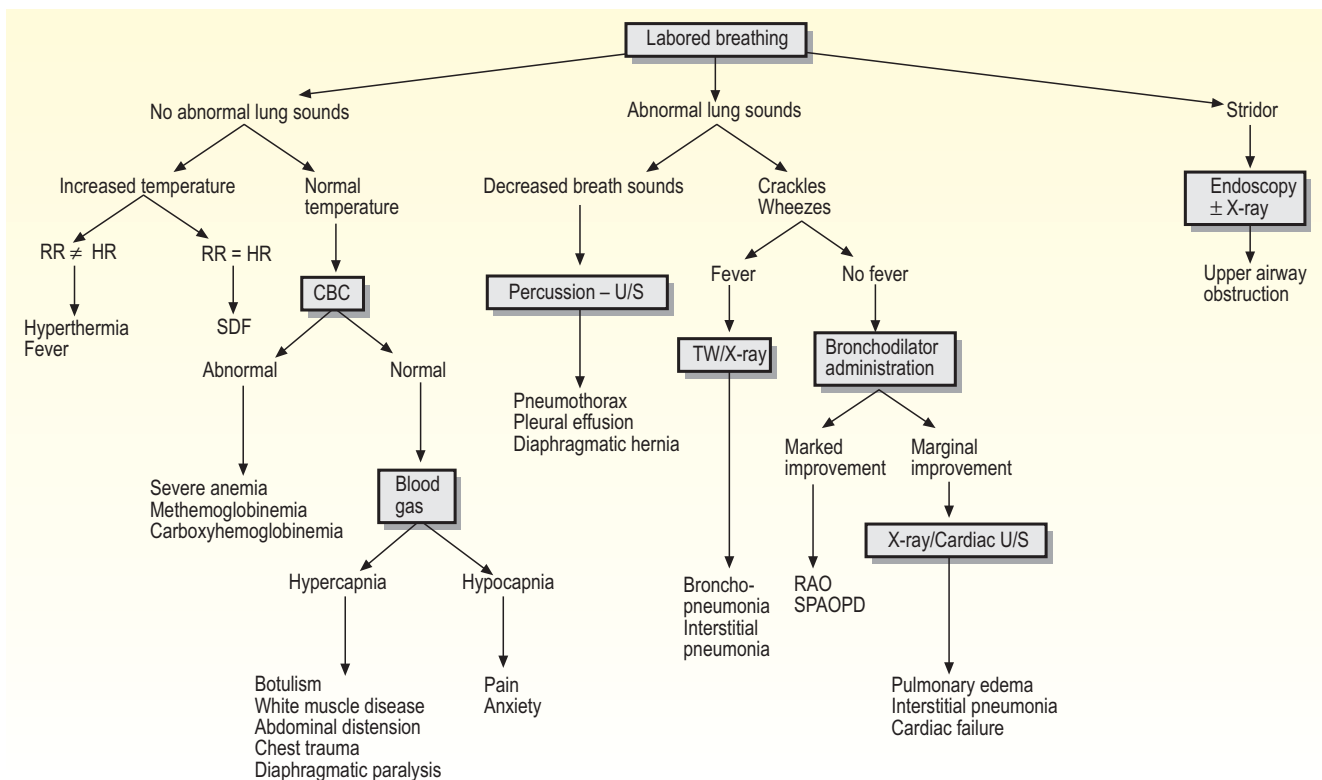 Labored breathing
No abnormal lung sounds
Abnormal lung sounds
Stridor
Increased temperature
Normal
temperature
Decreased breath sounds
Crackles
Wheezes
Endoscopy
± X-ray
RR ≠ HR
RR = HR
CBC
Percussion – U/S
Fever
No fever
Upper airway
obstruction
Hyperthermia
Fever
SDF
TW/X-ray
Bronchodilator
administration
Abnormal
Normal
Pneumothorax
Pleural effusion
Diaphragmatic hernia
Marked
improvement
Marginal
improvement
Severe anemia
Methemoglobinemia
Carboxyhemoglobinemia
Blood
gas
X-ray/Cardiac U/S
Hypercapnia
Hypocapnia
Broncho-
pneumonia
Interstitial
pneumonia
RAO
SPAOPD
Botulism
White muscle disease
Abdominal distension
Chest trauma
Diaphragmatic paralysis
Pain
Anxiety
Pulmonary edema
Interstitial pneumonia
Cardiac failure